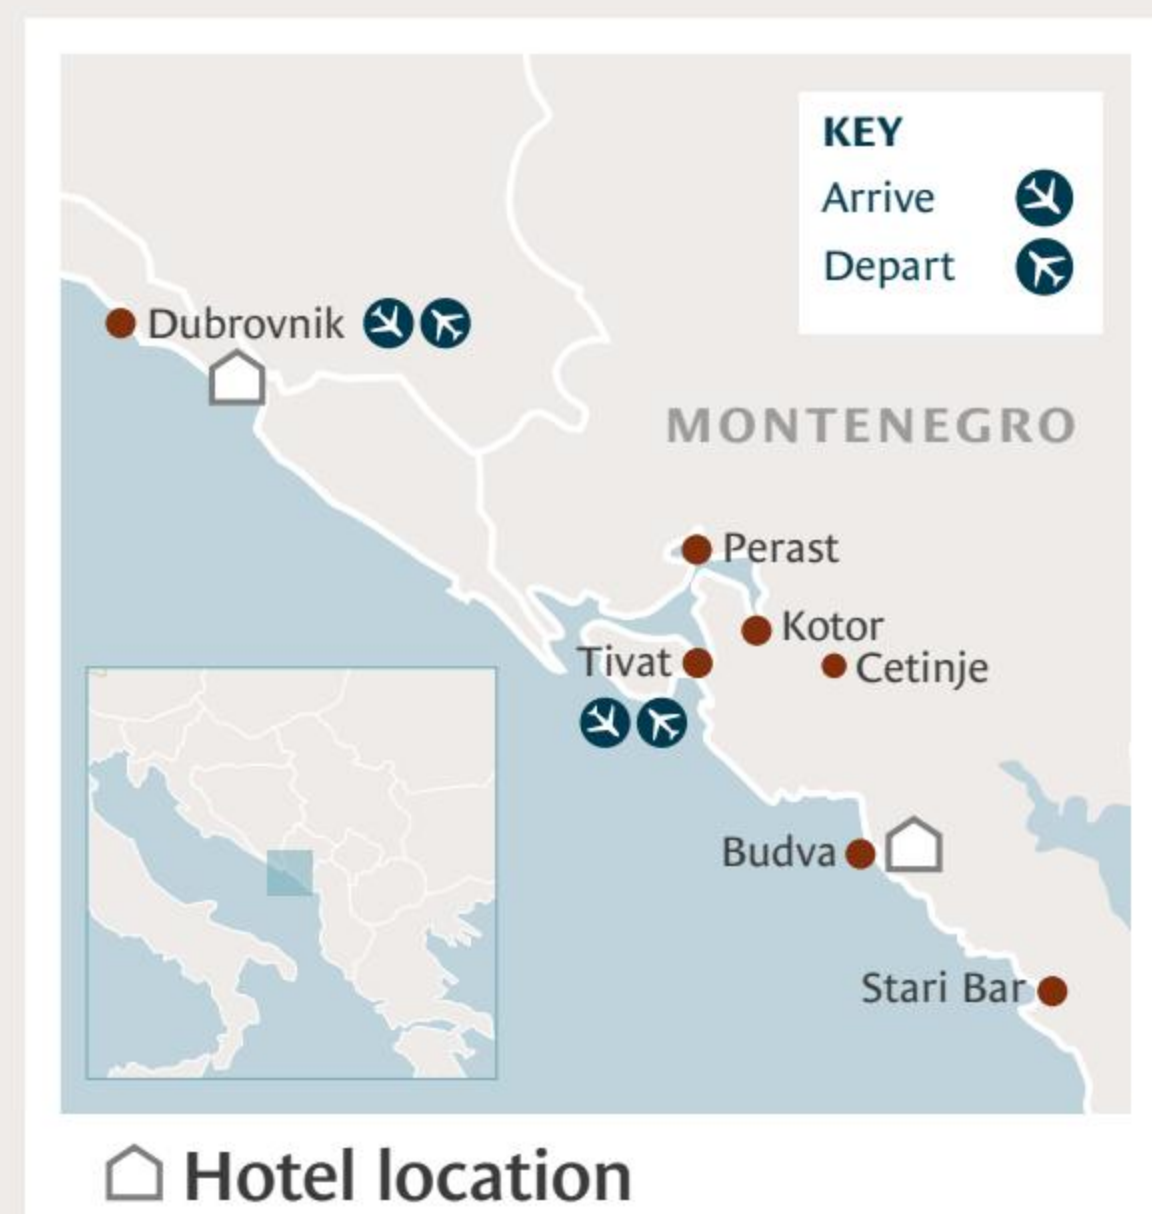 KEY
Arrive
Depart
Dubrovnik
MONTENEGRO
Perast
Kotor
Tivat
Cetinje
Budva
Stari Bar
Hotel location